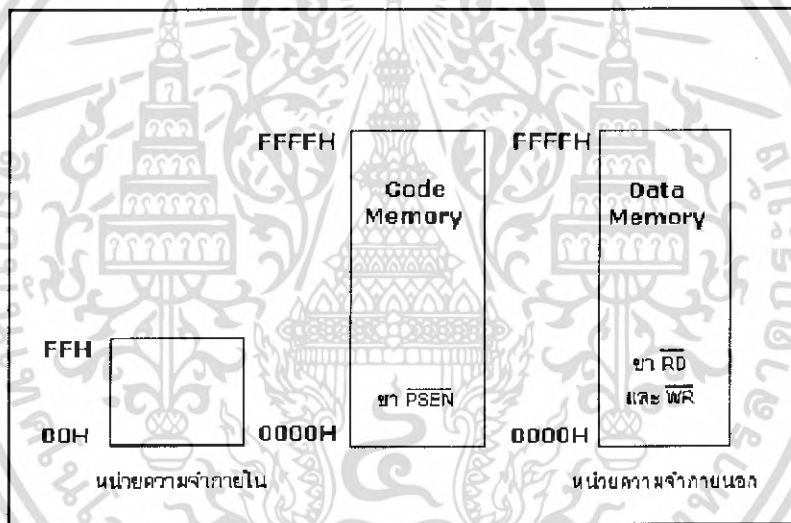 FFFFH
Code
Memory
ขา PSEN
0000H
FFFFH
Data
Memory
ขา RD
และ WR
0000H
FFH
00H
หน่วยความจำภายใน
หน่วยความจำภายนอก